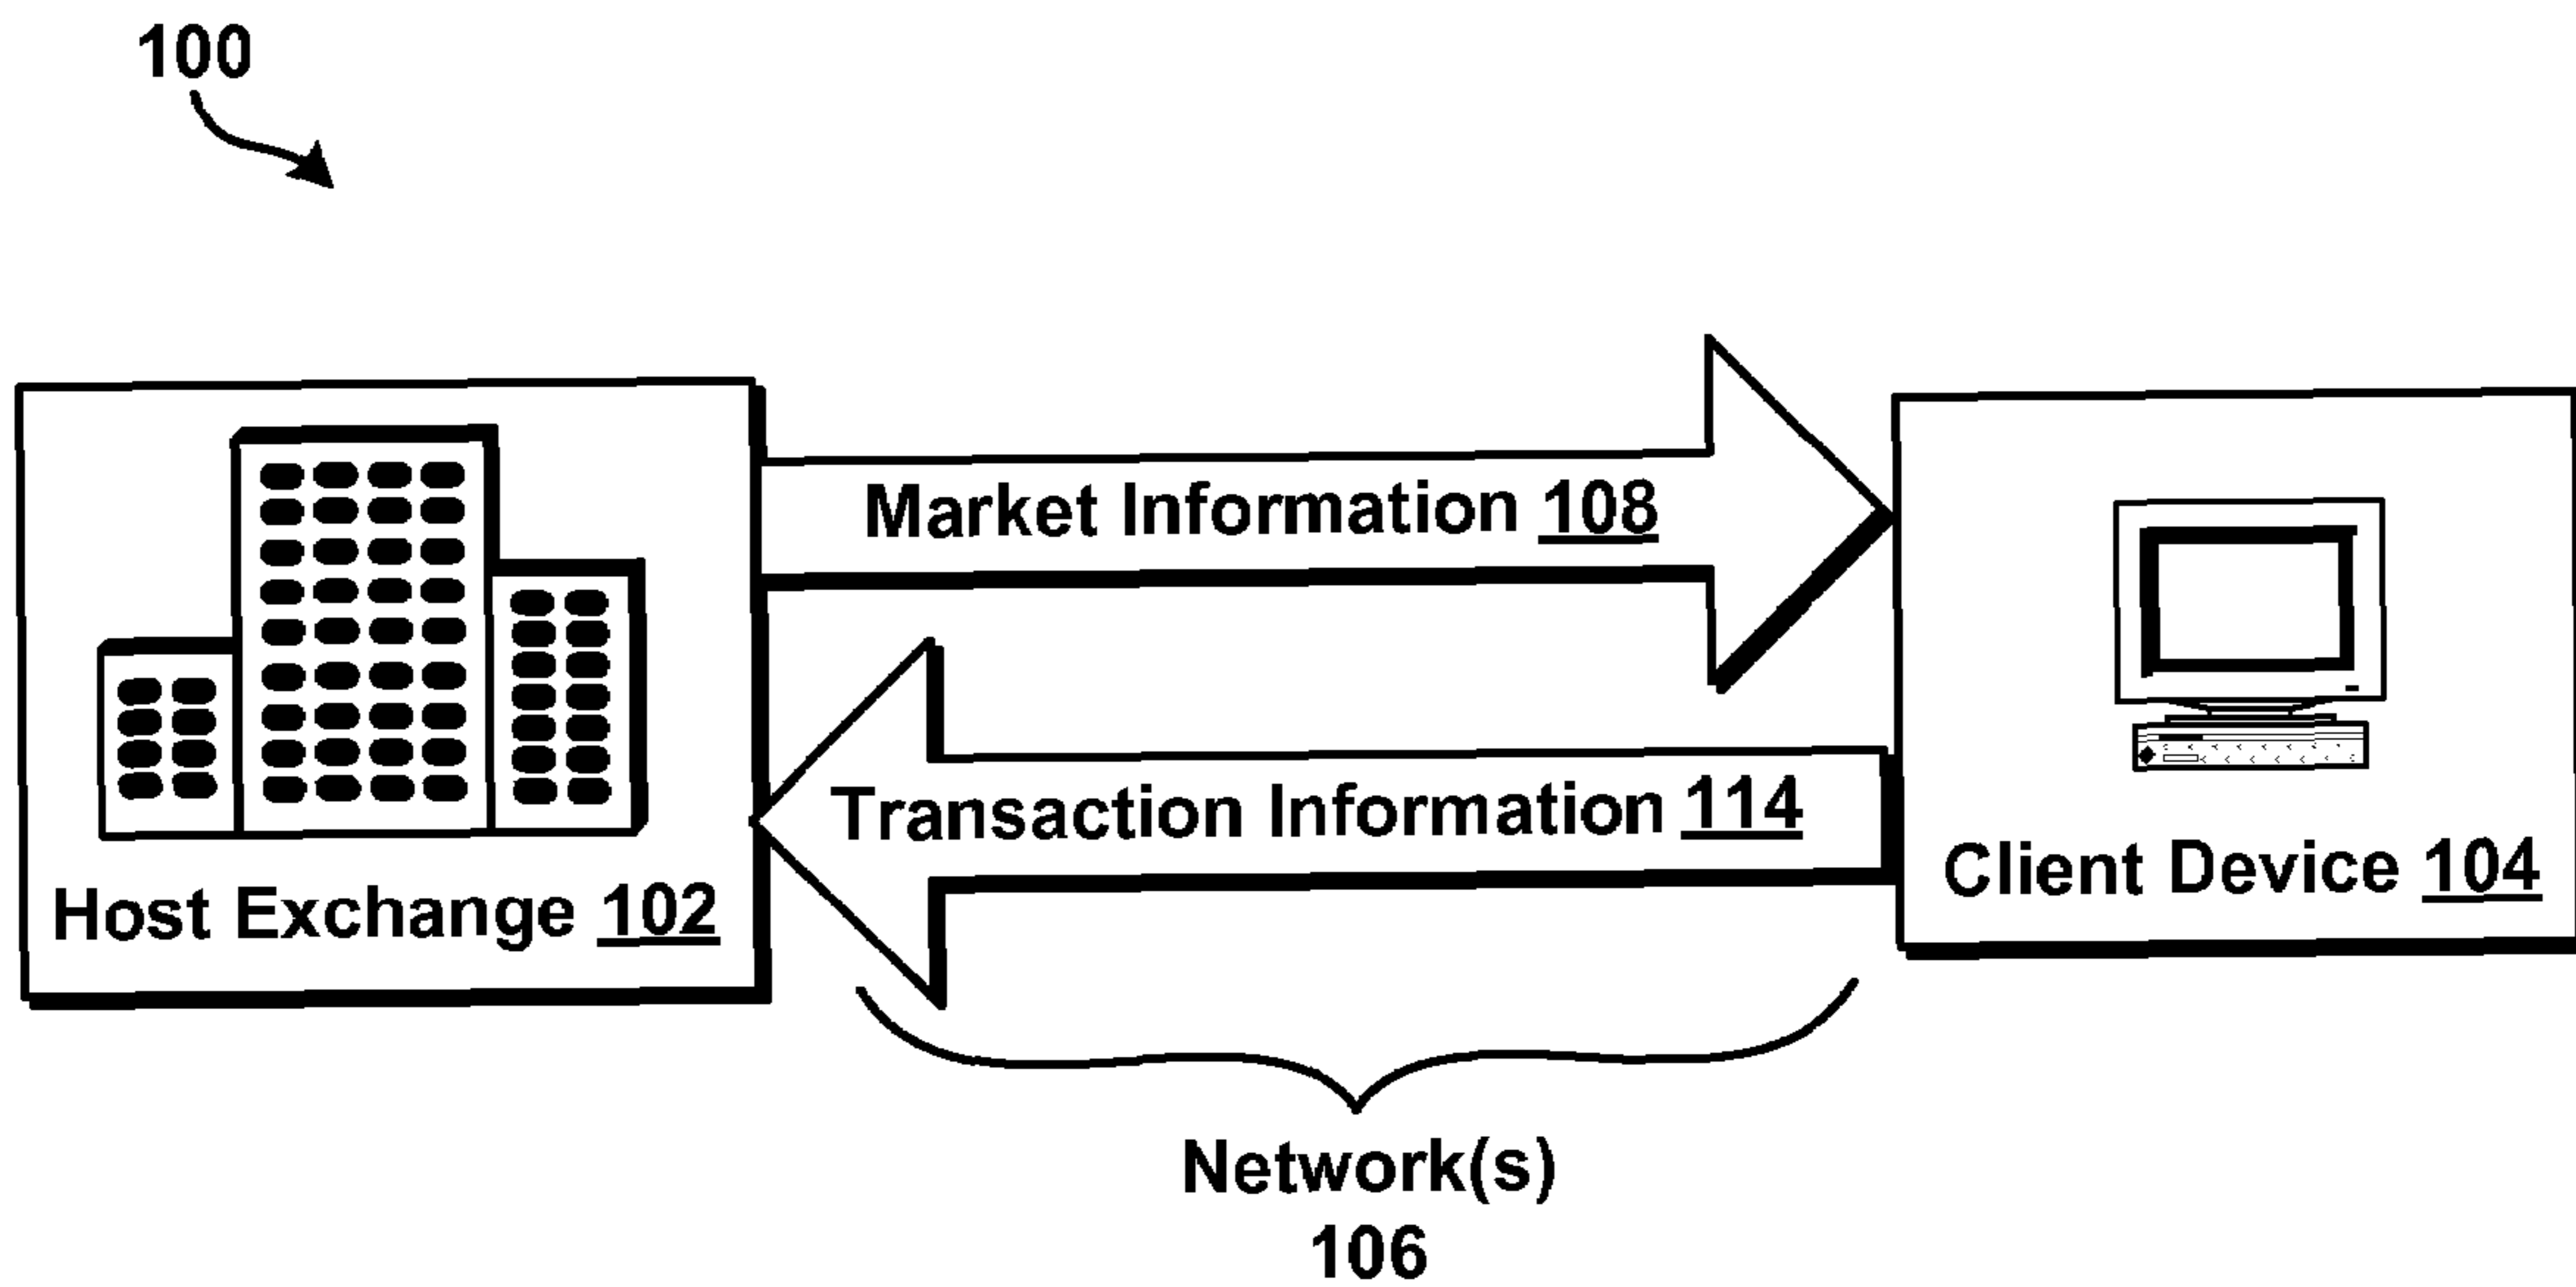 100
Market Information 108
Transaction Information 114
Host Exchange 102
Client Device 104
Network(s)
106